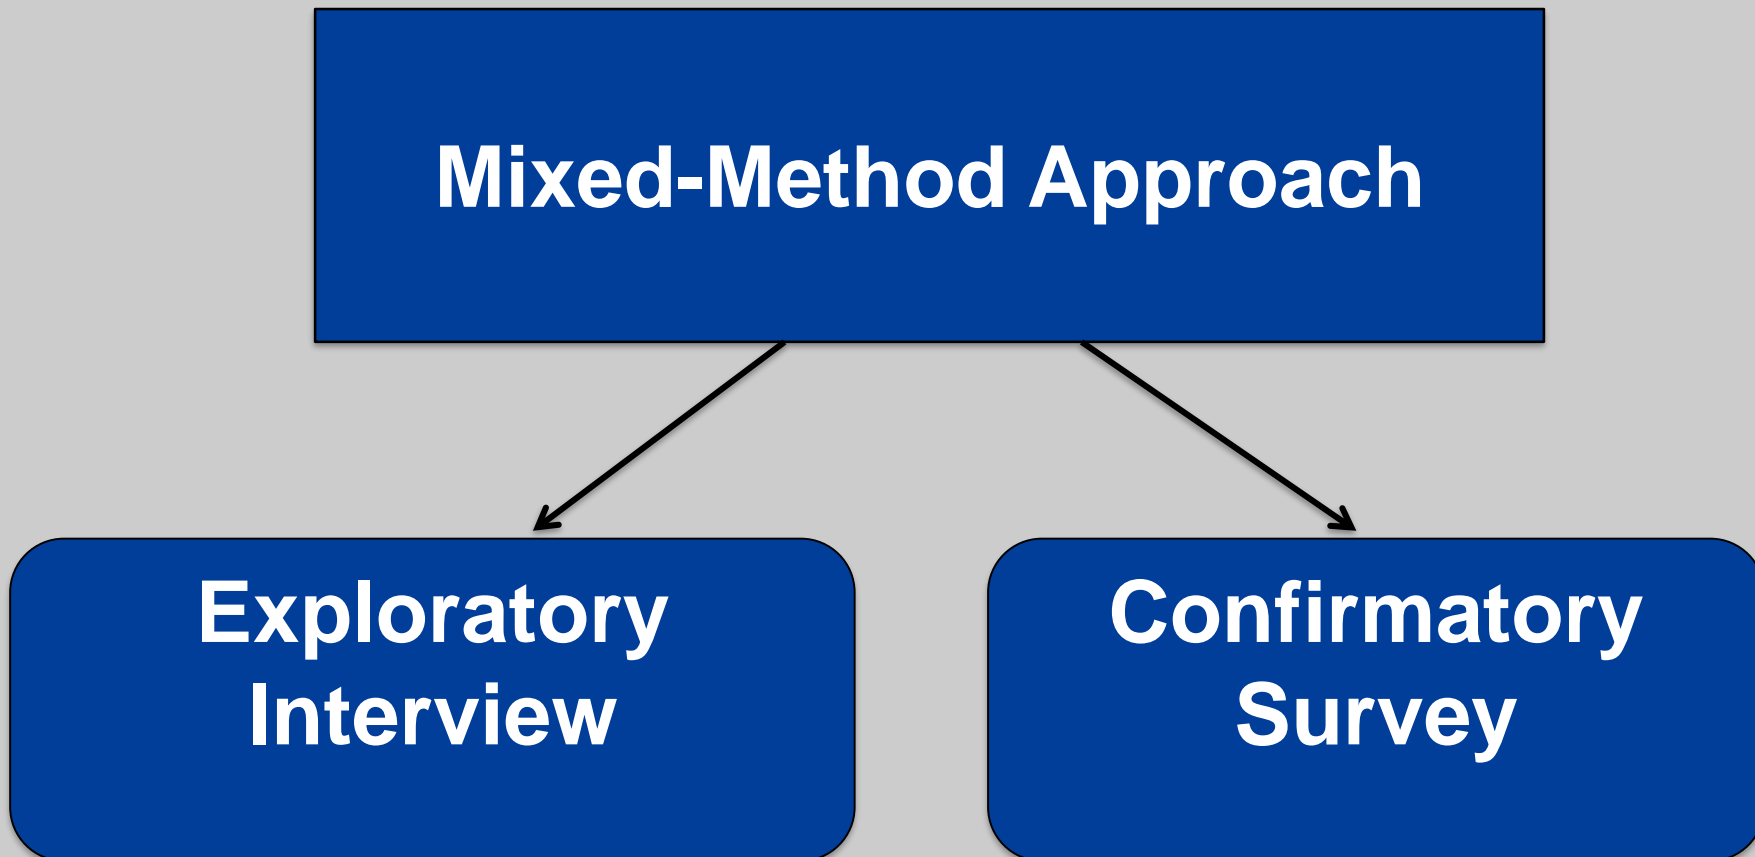 Mixed-Method Approach
Exploratory
Interview
Confirmatory
Survey